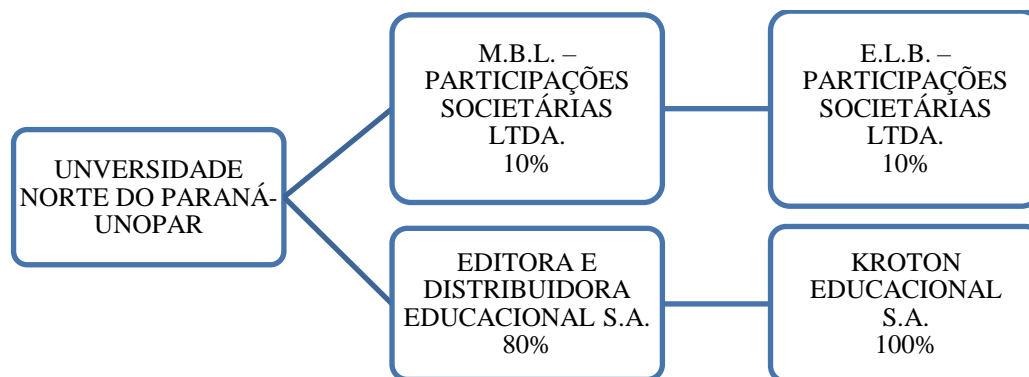 UNVERSIDADE
NORTE DO PARANÁ-
UNOPAR
M.B.L. –
PARTICIPAÇÕES
SOCIETÁRIAS
LTDA.
10%
E.L.B. –
PARTICIPAÇÕES
SOCIETÁRIAS
LTDA.
10%
EDITORA E
DISTRIBUIDORA
EDUCACIONAL S.A.
80%
KROTON
EDUCACIONAL
S.A.
100%